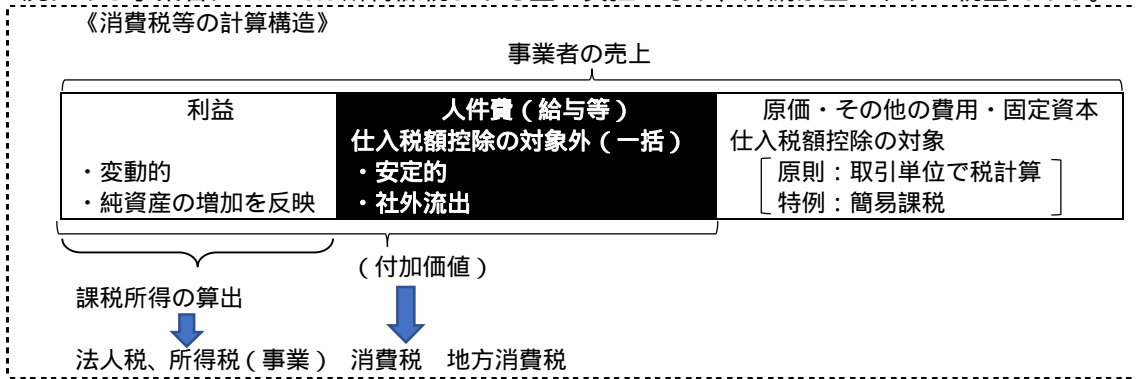 《消費税等の計算構造》
事業者の売上
利益
・変動的
・純資産の増加を反映
人件費（給与等）
仕入税額控除の対象外（一括）
・安定的
・社外流出
原価・その他の費用・固定資本
仕入税額控除の対象
原則：取引単位で税計算
特例：簡易課税
（付加価値）
課税所得の算出
法人税、所得税（事業） 消費税 地方消費税